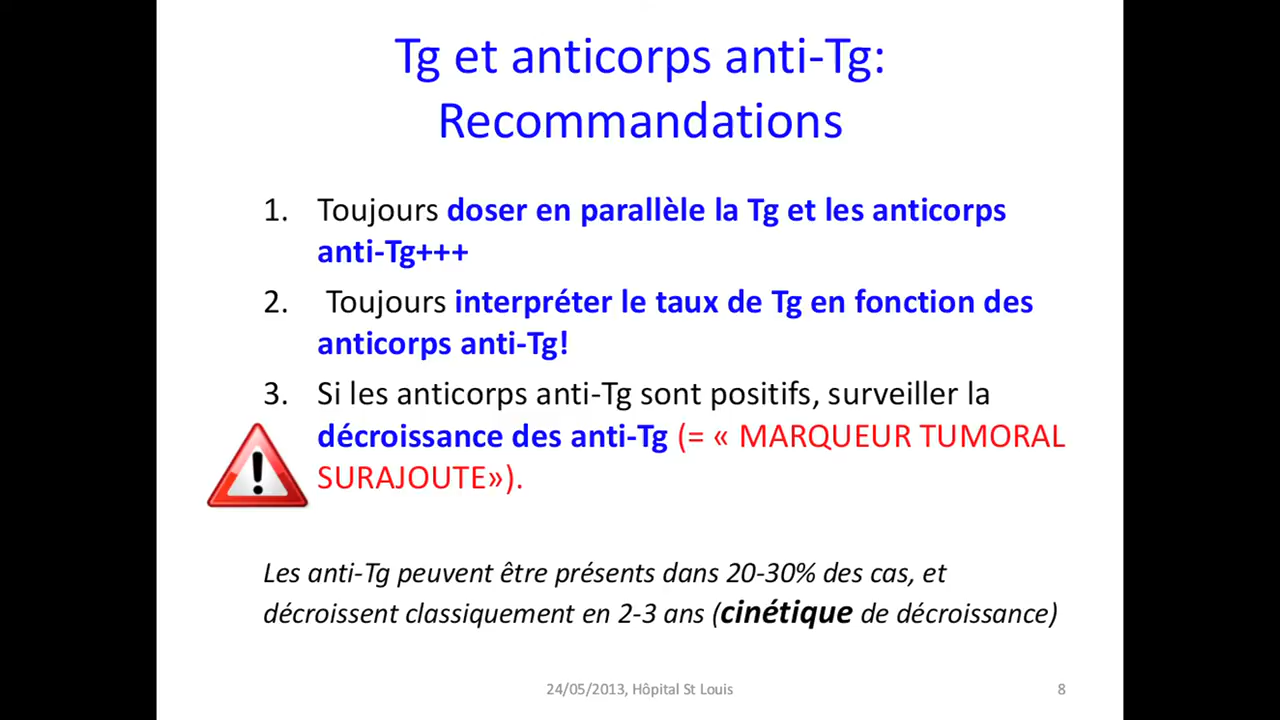 Tg et anticorps anti-Tg:
Recommandations
1. Toujours doser en parallèle la Tg et les anticorps
anti-Tg+++
2. Toujours interpréter le taux de Tg en fonction des
anticorps anti-Tg!
3. Si les anticorps anti-Tg sont positifs, surveiller la
décroissance des anti-Tg (= « MARQUEUR TUMORAL
SURAJOUTE»).
Les anti-Tg peuvent être présents dans 20-30% des cas, et
décroissent classiquement en 2-3 ans (cinétique de décroissance)
24/05/2013, Hôpital St Louis 8